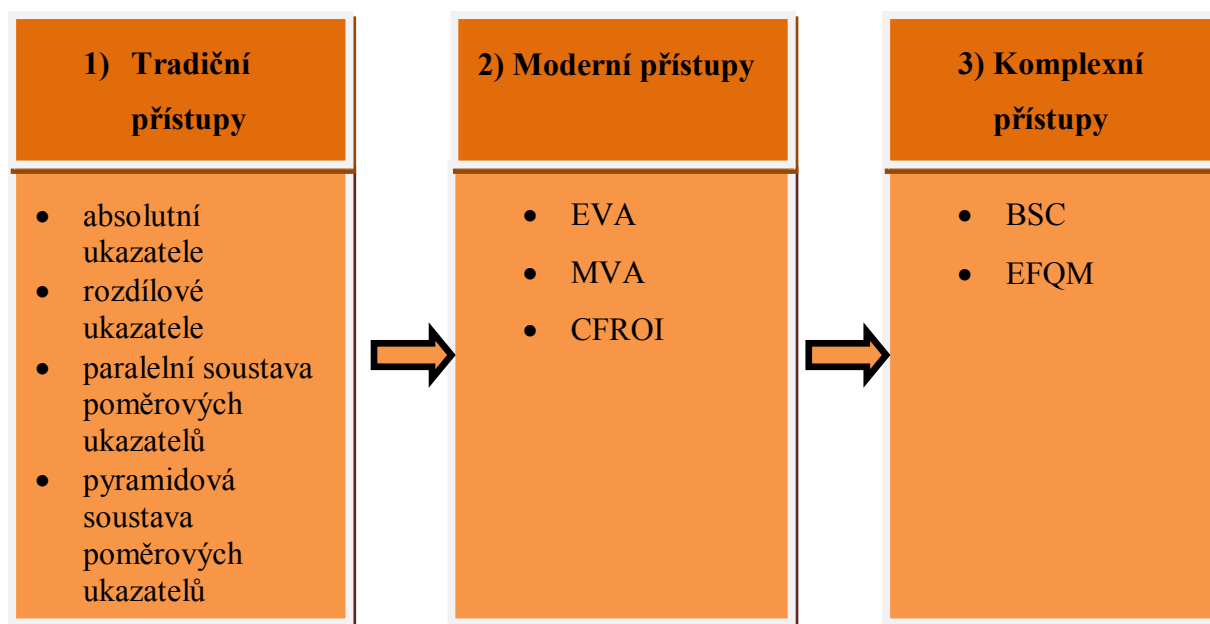 1) Tradiční
přístupy
• absolutní
ukazatele
• rozdílové
ukazatele
• paralelní soustava
poměrových
ukazatelů
• pyramidová
soustava
poměrových
ukazatelů
2) Moderní přístupy
• EVA
• MVA
• CFROI
3) Komplexní
přístupy
• BSC
• EFQM